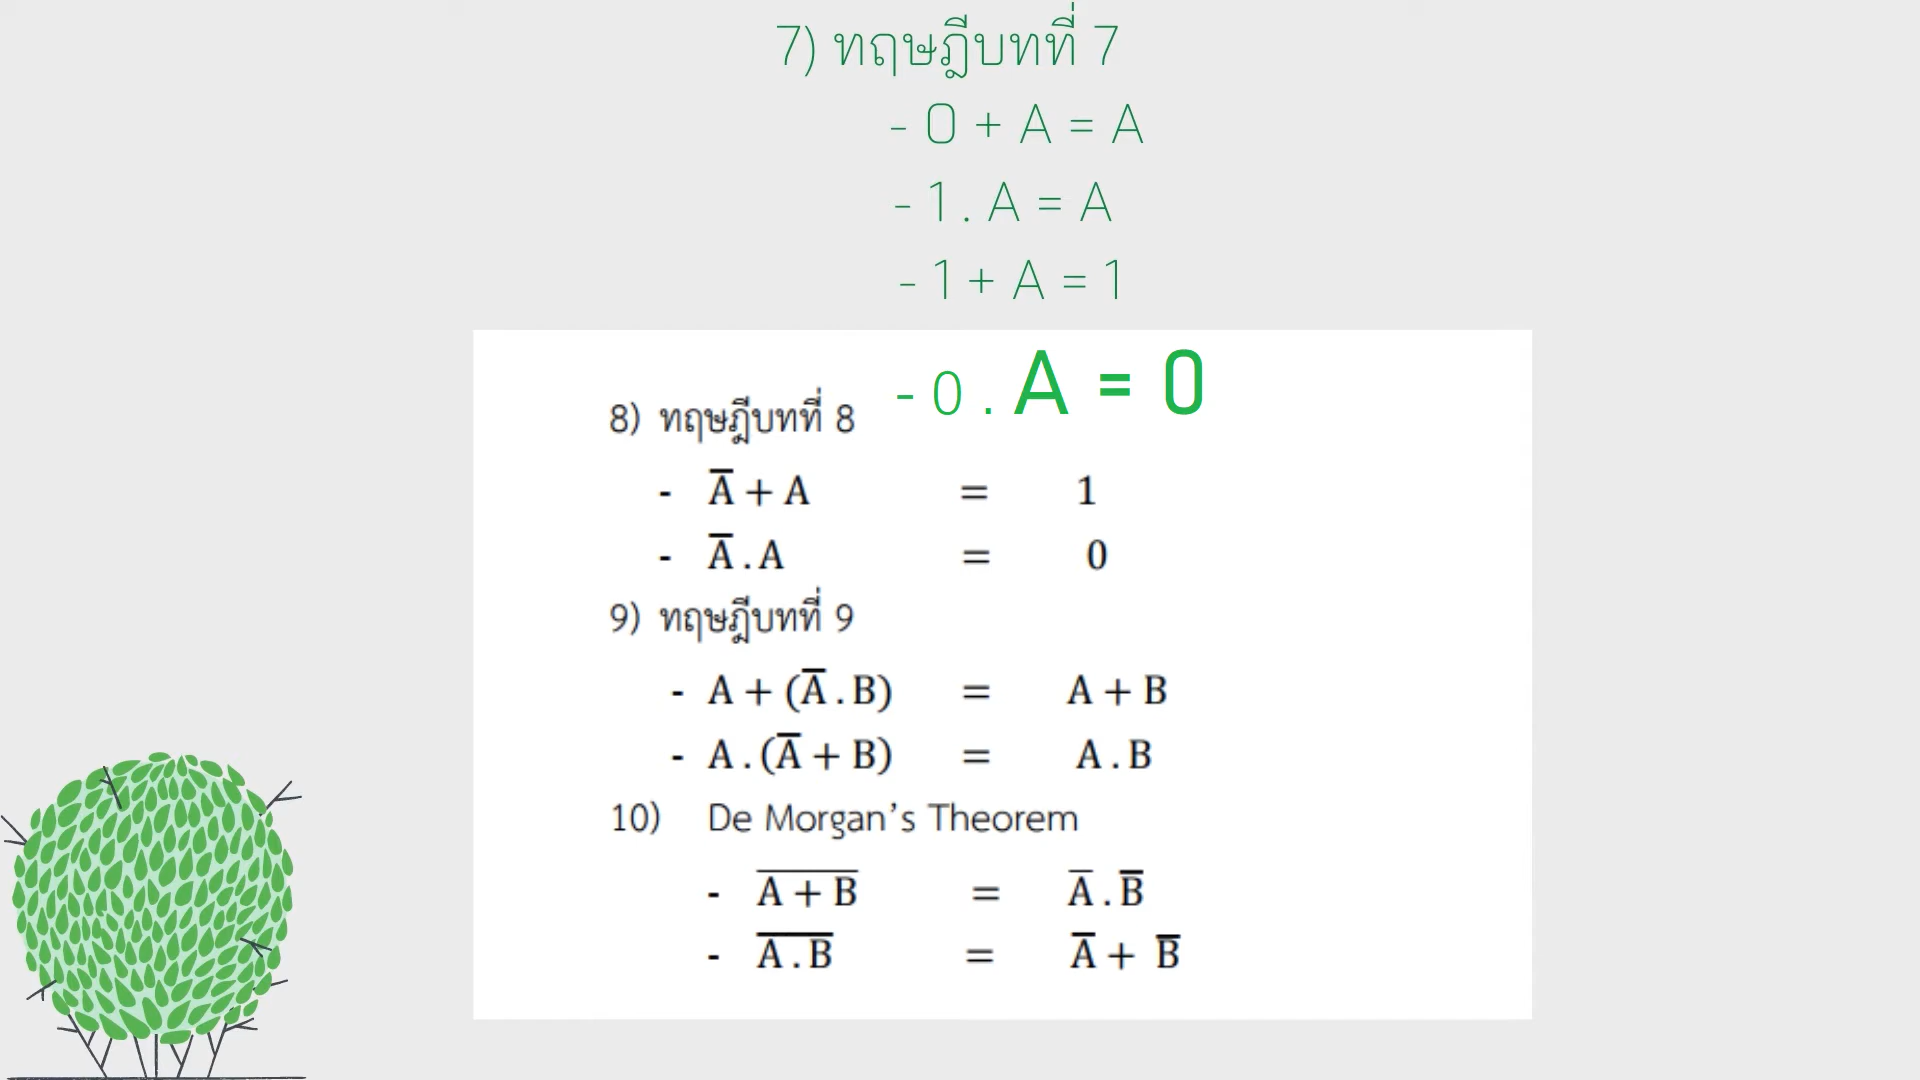 7) ทฤษฎีบทที่ 7
- 0 + A = A
- 1 . A = A
- 1 + A = 1
- 0 . A = 0
8) ทฤษฎีบทที่ 8
- A̅ + A = 1
- A̅ . A = 0
9) ทฤษฎีบทที่ 9
- A + (A̅ . B) = A + B
- A . (A̅ + B) = A . B
10) De Morgan’s Theorem
- A̅ ̅+̅ ̅B̅ = A̅ . B̅
- A̅ ̅.̅ ̅B̅ = A̅ + B̅